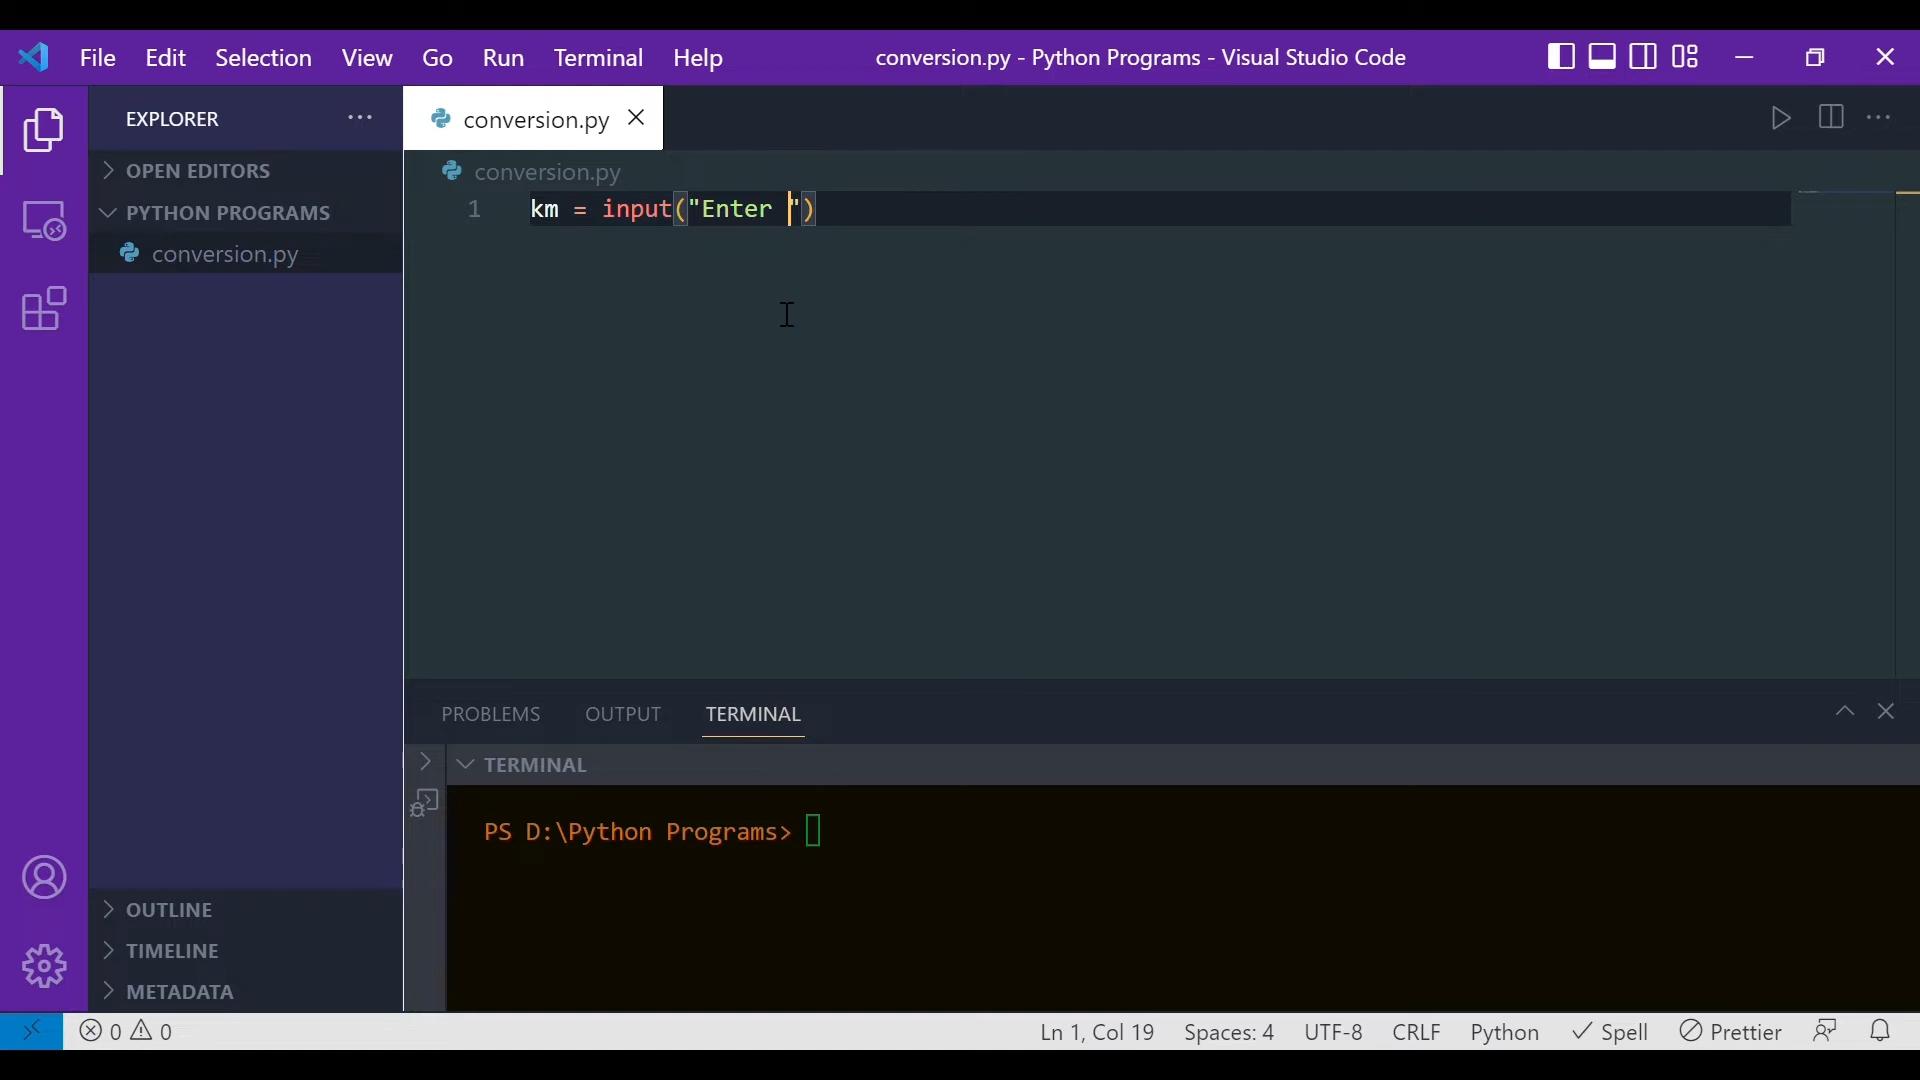 File Edit Selection View Go Run Terminal Help conversion.py - Python Programs - Visual Studio Code
EXPLORER
conversion.py
OPEN EDITORS
conversion.py
PYTHON PROGRAMS
1 km = input("Enter ")
conversion.py
PROBLEMS OUTPUT TERMINAL
TERMINAL
PS D:\Python Programs>
OUTLINE
TIMELINE
METADATA
0 0 Ln 1, Col 19 Spaces: 4 UTF-8 CRLF Python Spell Prettier